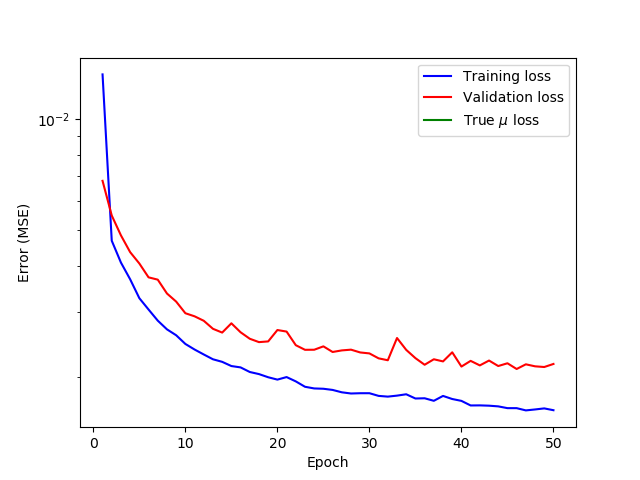 Training loss
Validation loss
True μ loss
10⁻²
Error (MSE)
0 10 20 30 40 50
Epoch